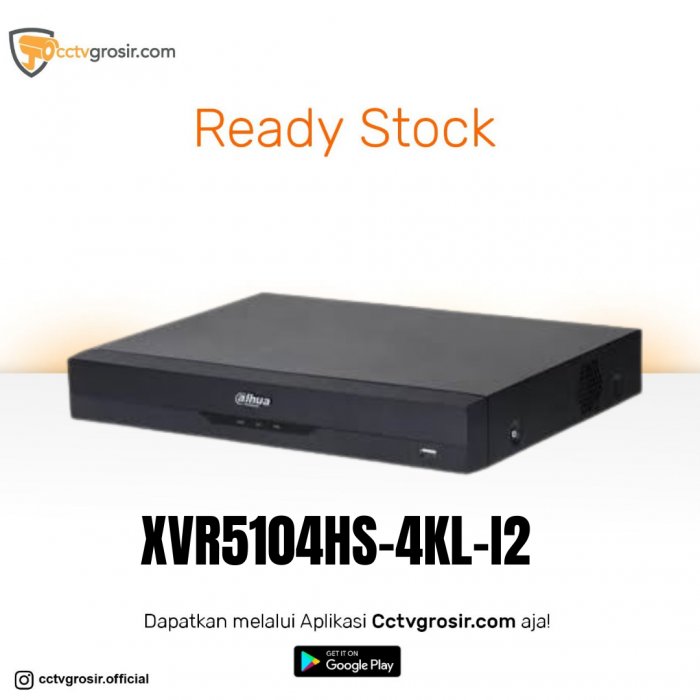 cctvgrosir.com
Ready Stock
alhua
XVR5104HS-4KL-I2
Dapatkan melalui Aplikasi Cctvgrosir.com aja!
GET IT ON
Google Play
cctvgrosir.official